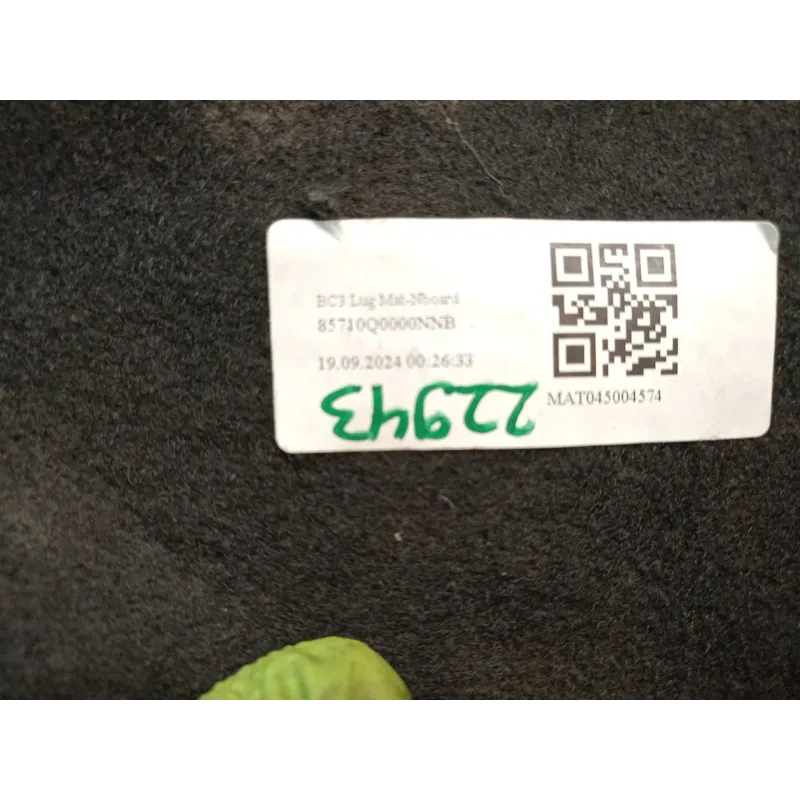 BC3 Lug Mat-Nboard
85710Q0000NNB
19.09.2024 00:26:33
22943
MAT045004574